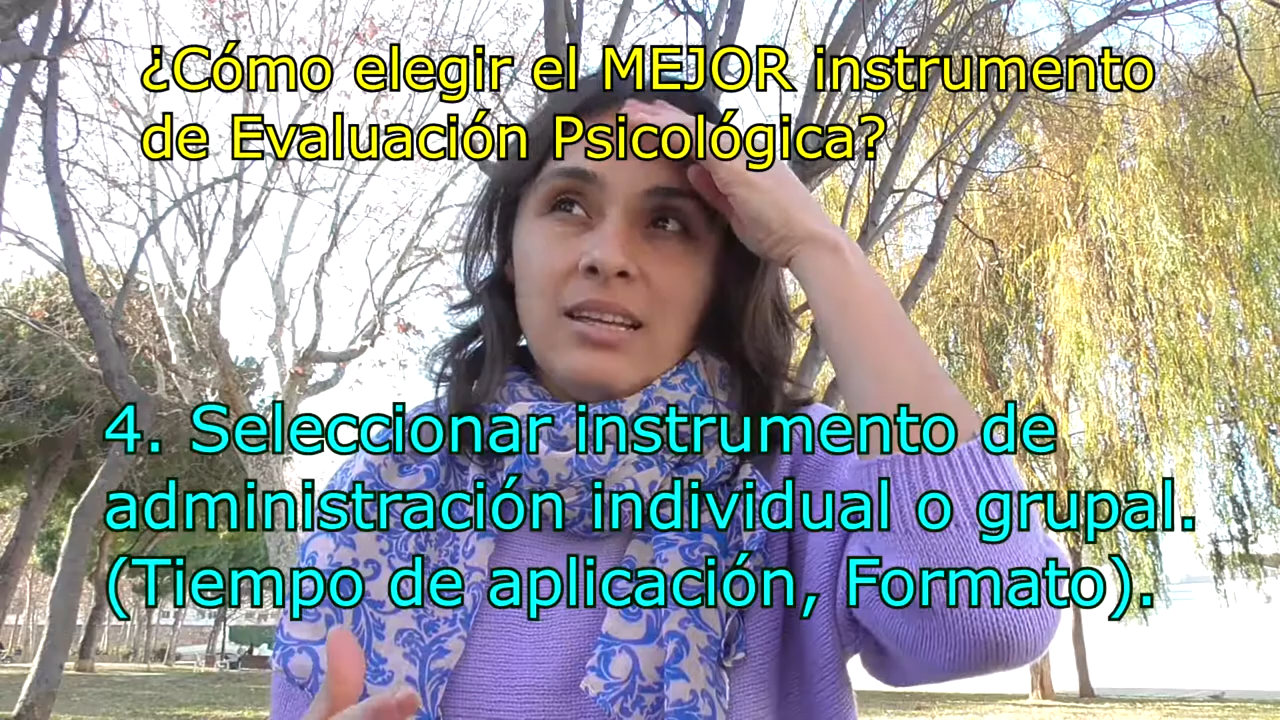 ¿Cómo elegir el MEJOR instrumento
de Evaluación Psicológica?
4. Seleccionar instrumento de
administración individual o grupal.
(Tiempo de aplicación, Formato).